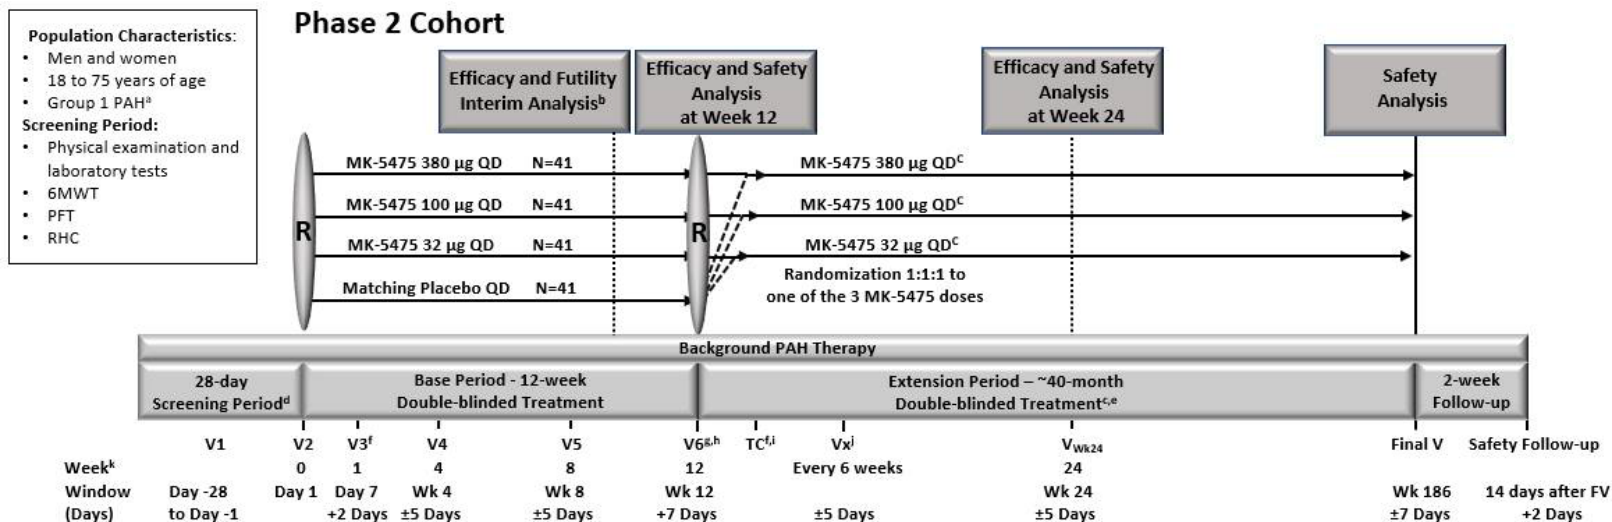 Phase 2 Cohort
Population Characteristics:
• Men and women
• 18 to 75 years of age
• Group 1 PAHᵃ
Screening Period:
• Physical examination and
laboratory tests
• 6MWT
• PFT
• RHC
Efficacy and Futility
Interim Analysisᵇ
Efficacy and Safety
Analysis
at Week 12
Efficacy and Safety
Analysis
at Week 24
Safety
Analysis
R
MK-5475 380 µg QD N=41
MK-5475 100 µg QD N=41
MK-5475 32 µg QD N=41
Matching Placebo QD N=41
R
MK-5475 380 µg QDᶜ
MK-5475 100 µg QDᶜ
MK-5475 32 µg QDᶜ
Randomization 1:1:1 to
one of the 3 MK-5475 doses
Background PAH Therapy
28-day
Screening Periodᵈ
Base Period - 12-week
Double-blinded Treatment
Extension Period – ~40-month
Double-blinded Treatmentᶜ,ᵉ
2-week
Follow-up
V1 V2 V3ᶠ V4 V5 V6ᵍ,ʰ TCᶠ,ⁱ Vxʲ VWk24 Final V Safety Follow-up
Weekᵏ 0 1 4 8 12 Every 6 weeks 24
Window Day -28 Day 1 Day 7 Wk 4 Wk 8 Wk 12 Wk 24 Wk 186 14 days after FV
(Days) to Day -1 +2 Days ±5 Days ±5 Days +7 Days ±5 Days ±5 Days ±7 Days +2 Days